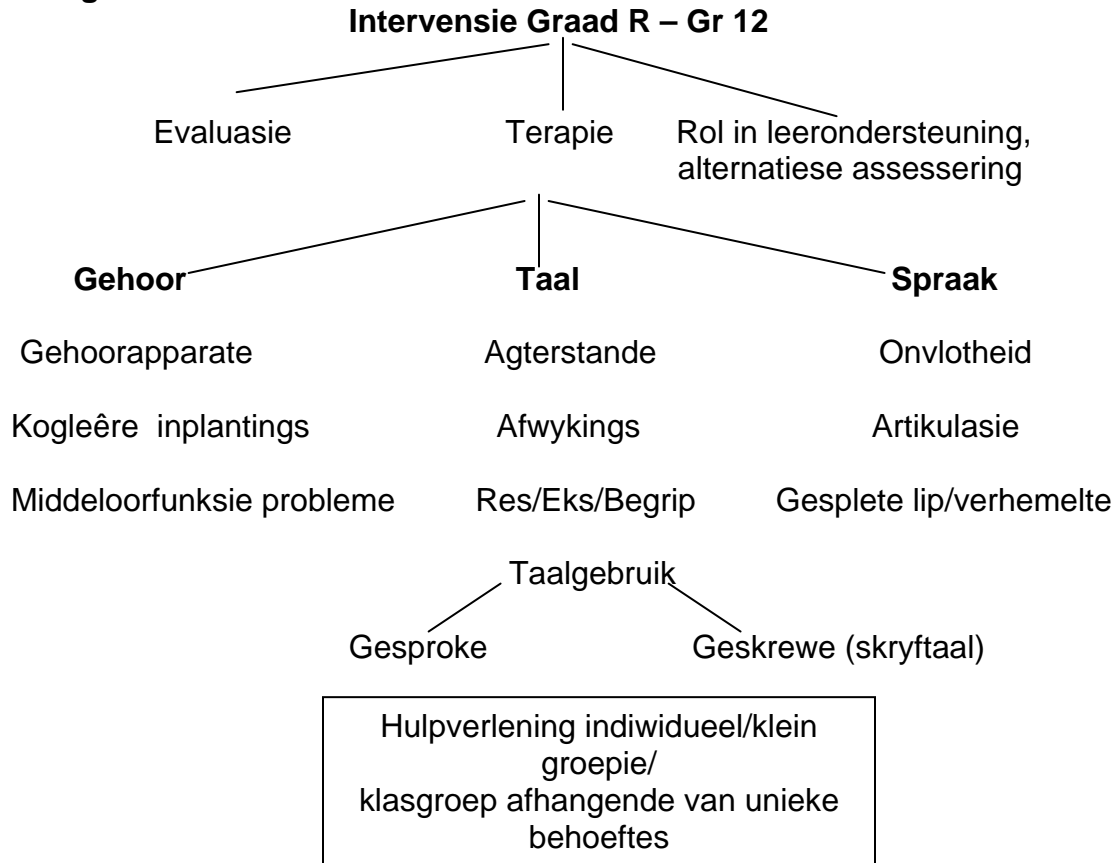 Intervensie Graad R – Gr 12
Evaluasie Terapie Rol in leerondersteuning,
alternatiese assessering
Gehoor Taal Spraak
Gehoorapparate Agterstande Onvlotheid
Kogleêre inplantings Afwykings Artikulasie
Middeloorfunksie probleme Res/Eks/Begrip Gesplete lip/verhemelte
Taalgebruik
Gesproke Geskrewe (skryftaal)
Hulpverlening indiwidueel/klein
groepie/
klasgroep afhangende van unieke
behoeftes